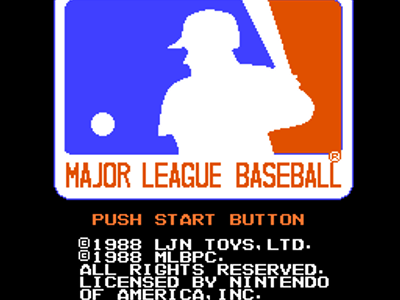 ®
MAJOR LEAGUE BASEBALL
PUSH START BUTTON
©1988 LJN TOYS,LTD.
©1988 MLBPC.
ALL RIGHTS RESERVED.
LICENSED BY NINTENDO
OF AMERICA,INC.